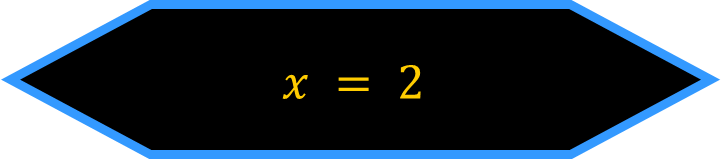 x = 2